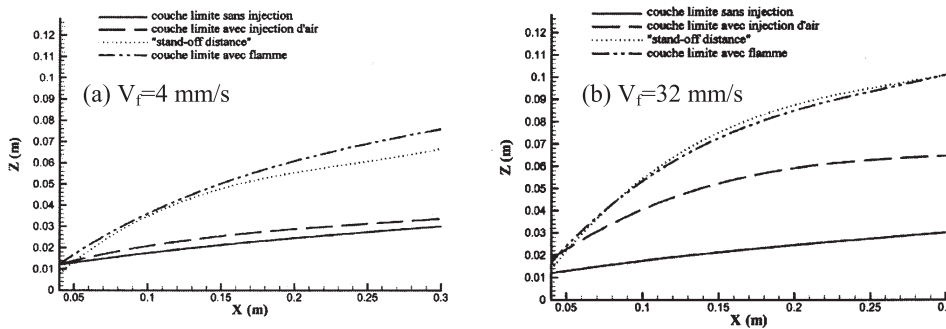 couche limite sans injection
couche limite avec injection d'air
"stand-off distance"
couche limite avec flamme
(a) Vf=4 mm/s
0.12
0.11
0.1
0.09
0.08
0.07
0.06
0.05
0.04
0.03
0.02
0.01
0
Z (m)
0.05
0.1
0.15
0.2
0.25
0.3
X (m)
couche limite sans injection
couche limite avec injection d'air
"stand-off distance"
couche limite avec flamme
(b) Vf=32 mm/s
0.12
0.11
0.1
0.09
0.08
0.07
0.06
0.05
0.04
0.03
0.02
0.01
0
Z (m)
0.05
0.1
0.15
0.2
0.25
X (m)